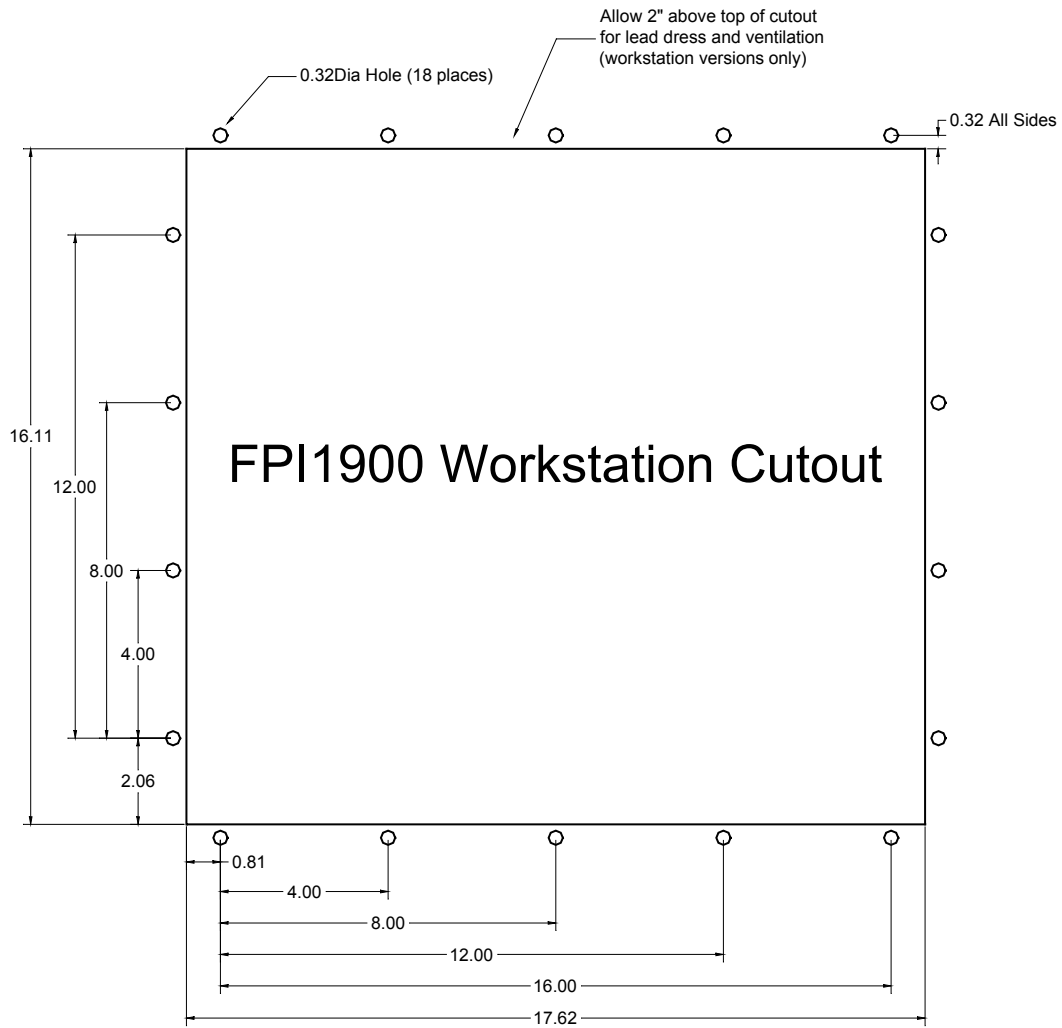 Allow 2" above top of cutout
for lead dress and ventilation
(workstation versions only)
0.32Dia Hole (18 places)
0.32 All Sides
16.11
12.00
8.00
4.00
2.06
FPI1900 Workstation Cutout
0.81
4.00
8.00
12.00
16.00
17.62